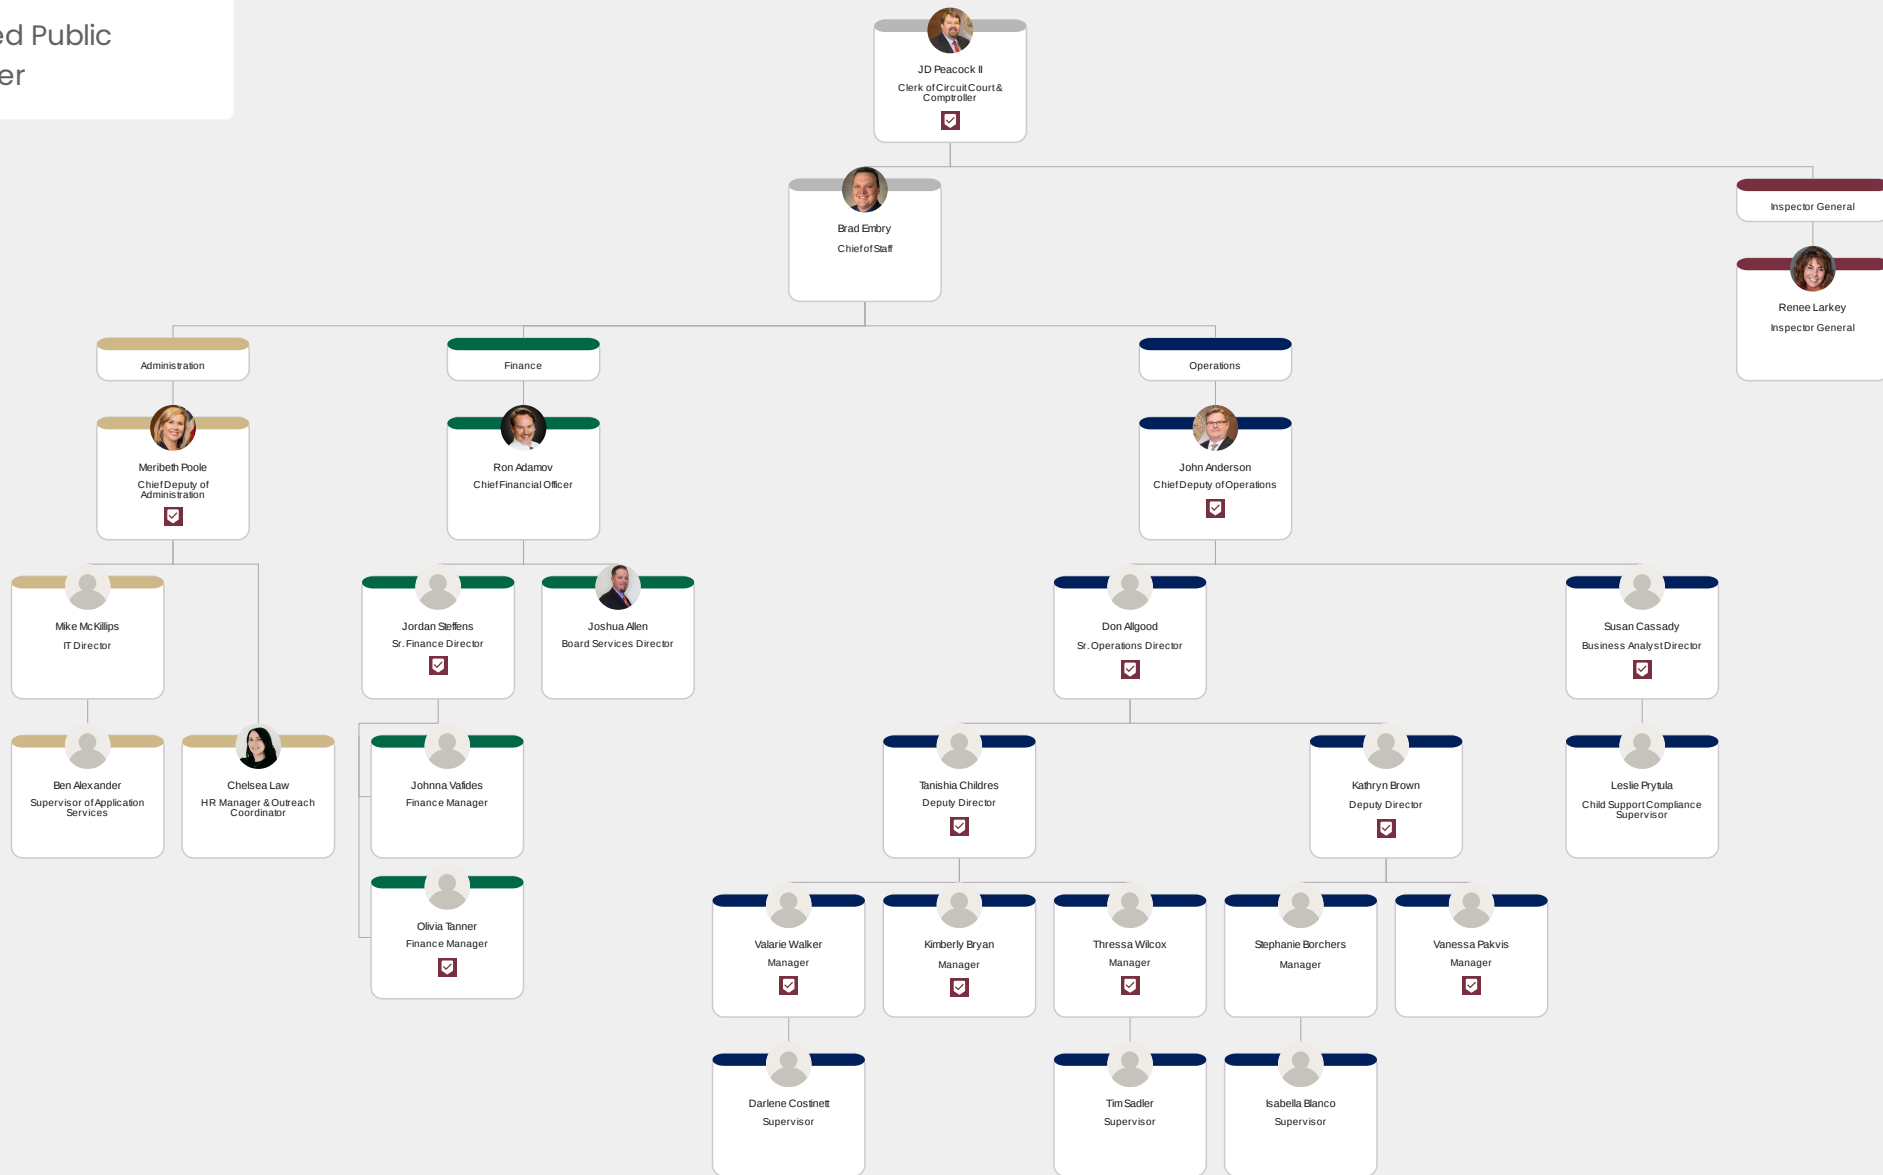 ed Public
er
JD Peacock II
Clerk of Circuit Court &
Comptroller
Brad Embry
Chief of Staff
Inspector General
Renee Larkey
Inspector General
Administration
Finance
Operations
Meribeth Poole
Chief Deputy of
Administration
Ron Adamov
Chief Financial Officer
John Anderson
Chief Deputy of Operations
Mike McKillips
IT Director
Jordan Steffens
Sr. Finance Director
Joshua Allen
Board Services Director
Don Allgood
Sr. Operations Director
Susan Cassady
Business Analyst Director
Ben Alexander
Supervisor of Application
Services
Chelsea Law
HR Manager & Outreach
Coordinator
Johnna Vafides
Finance Manager
Tanishia Childres
Deputy Director
Kathryn Brown
Deputy Director
Leslie Prytula
Child Support Compliance
Supervisor
Olivia Tanner
Finance Manager
Valarie Walker
Manager
Kimberly Bryan
Manager
Thressa Wilcox
Manager
Stephanie Borchers
Manager
Vanessa Pakvis
Manager
Darlene Costinett
Supervisor
Tim Sadler
Supervisor
Isabella Blanco
Supervisor